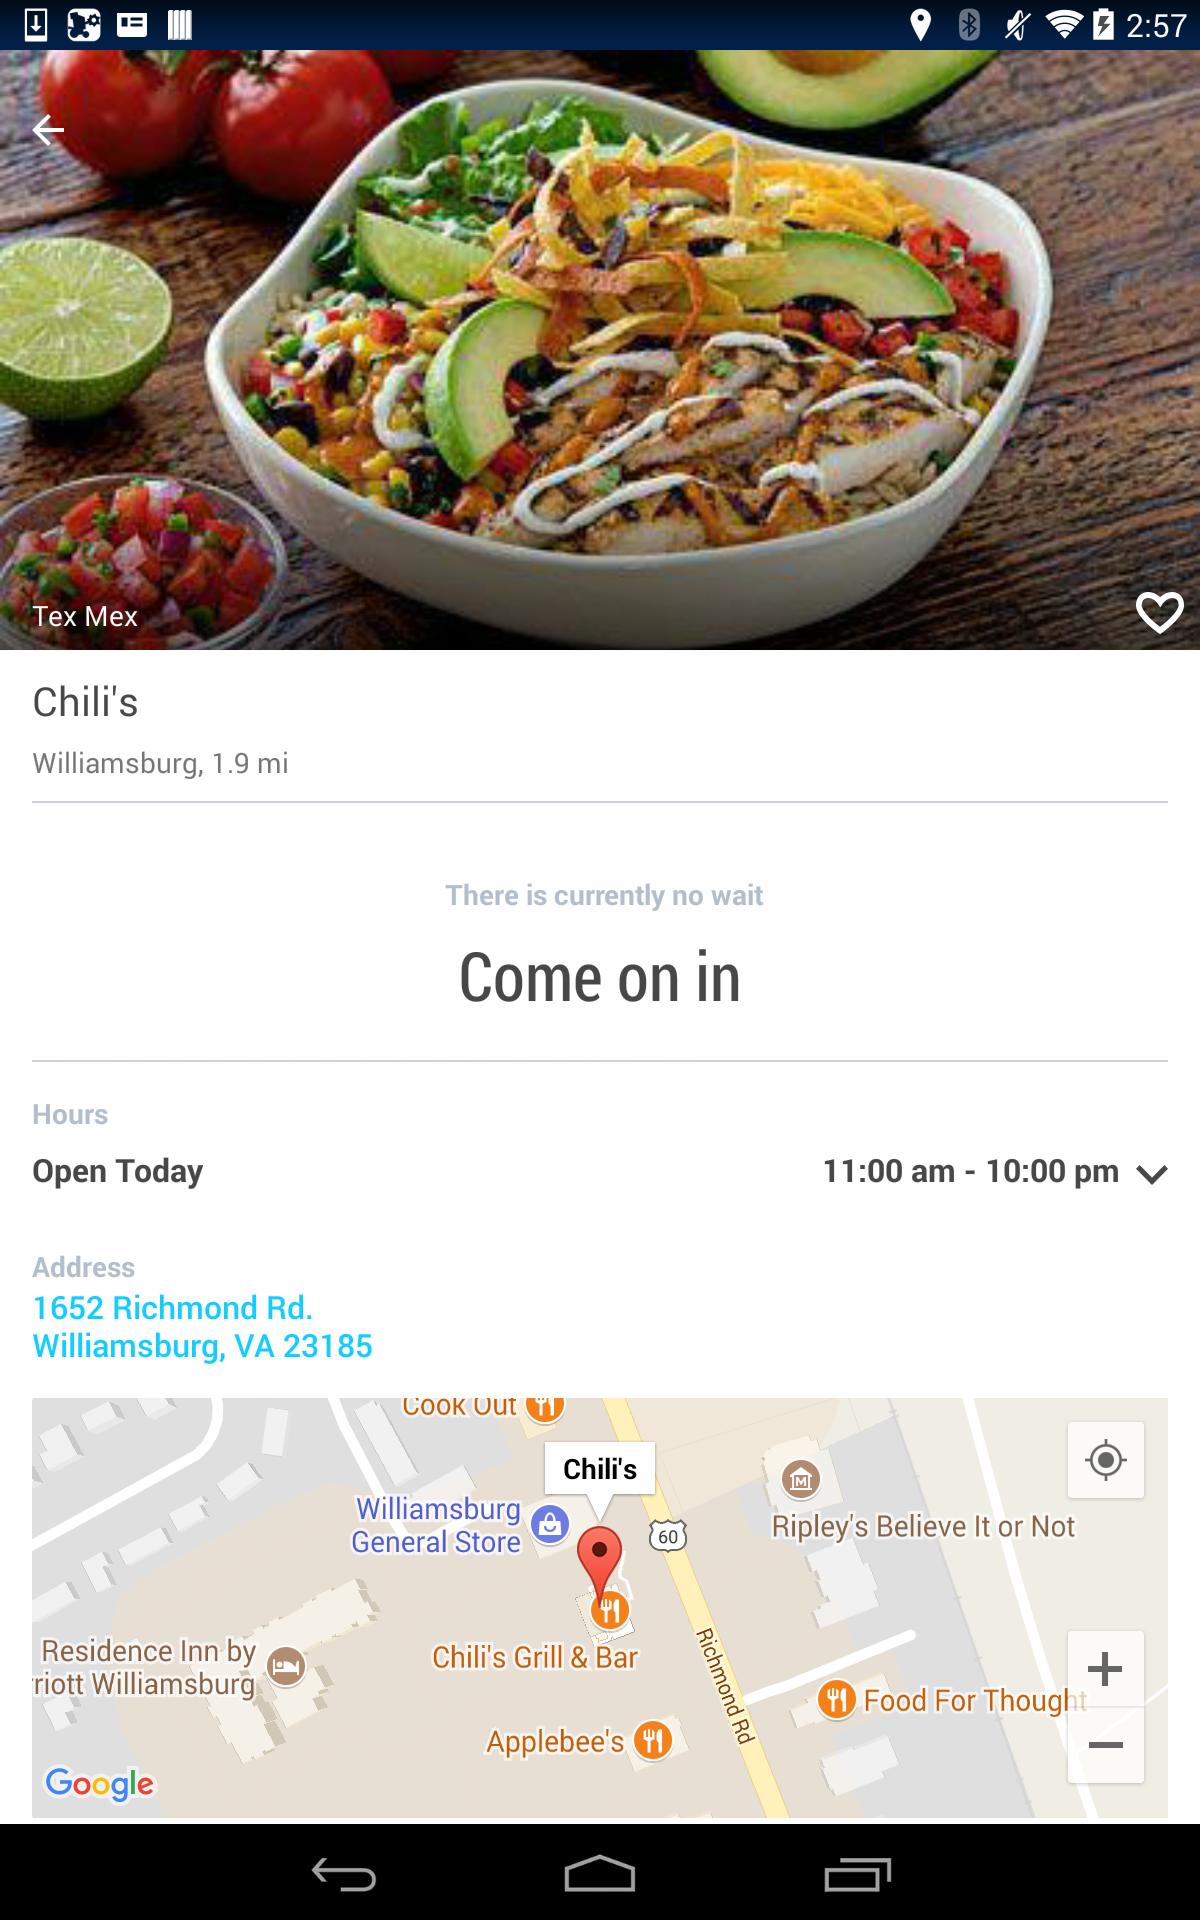 2:57
Tex Mex
Chili's
Williamsburg, 1.9 mi
There is currently no wait
Come on in
Hours
Open Today
11:00 am - 10:00 pm
Address
1652 Richmond Rd.
Williamsburg, VA 23185
Cook Out
Chili's
Williamsburg
General Store
60
Ripley's Believe It or Not
Residence Inn by
rriott Williamsburg
Chili's Grill & Bar
Richmond Rd
Food For Thought
Applebee's
Google